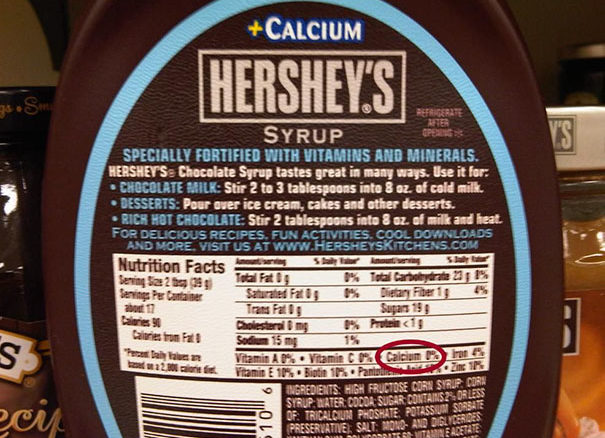 +CALCIUM
HERSHEY'S
SYRUP
REFRIGERATE
AFTER
OPENING
SPECIALLY FORTIFIED WITH VITAMINS AND MINERALS.
HERSHEY'S® Chocolate Syrup tastes great in many ways. Use it for:
• CHOCOLATE MILK: Stir 2 to 3 tablespoons into 8 oz. of cold milk.
• DESSERTS: Pour over ice cream, cakes and other desserts.
• RICH HOT CHOCOLATE: Stir 2 tablespoons into 8 oz. of milk and heat.
FOR DELICIOUS RECIPES, FUN ACTIVITIES, COOL DOWNLOADS
AND MORE, VISIT US AT WWW.HERSHEYSKITCHENS.COM
Nutrition Facts
Serving Size 2 tbsp (39 g)
Servings Per Container
about 17
Calories 90
Calories from Fat 0
*Percent Daily Values are
based on a 2,000 calorie diet.
Amount/serving % Daily Value* Amount/serving % Daily Value*
Total Fat 0 g 0% Total Carbohydrate 23 g 8%
Saturated Fat 0 g 0% Dietary Fiber 1 g 4%
Trans Fat 0 g Sugars 19 g
Cholesterol 0 mg 0% Protein <1 g
Sodium 15 mg 1%
Vitamin A 0% • Vitamin C 0% Calcium 0% Iron 4%
Vitamin E 10% • Biotin 10% • Pantothenic Acid 10% • Zinc 10%
INGREDIENTS: HIGH FRUCTOSE CORN SYRUP; CORN
SYRUP; WATER; COCOA; SUGAR; CONTAINS 2% OR LESS
OF: TRICALCIUM PHOSHATE; POTASSIUM SORBATE
(PRESERVATIVE); SALT; MONO- AND DIGLYCERIDES;